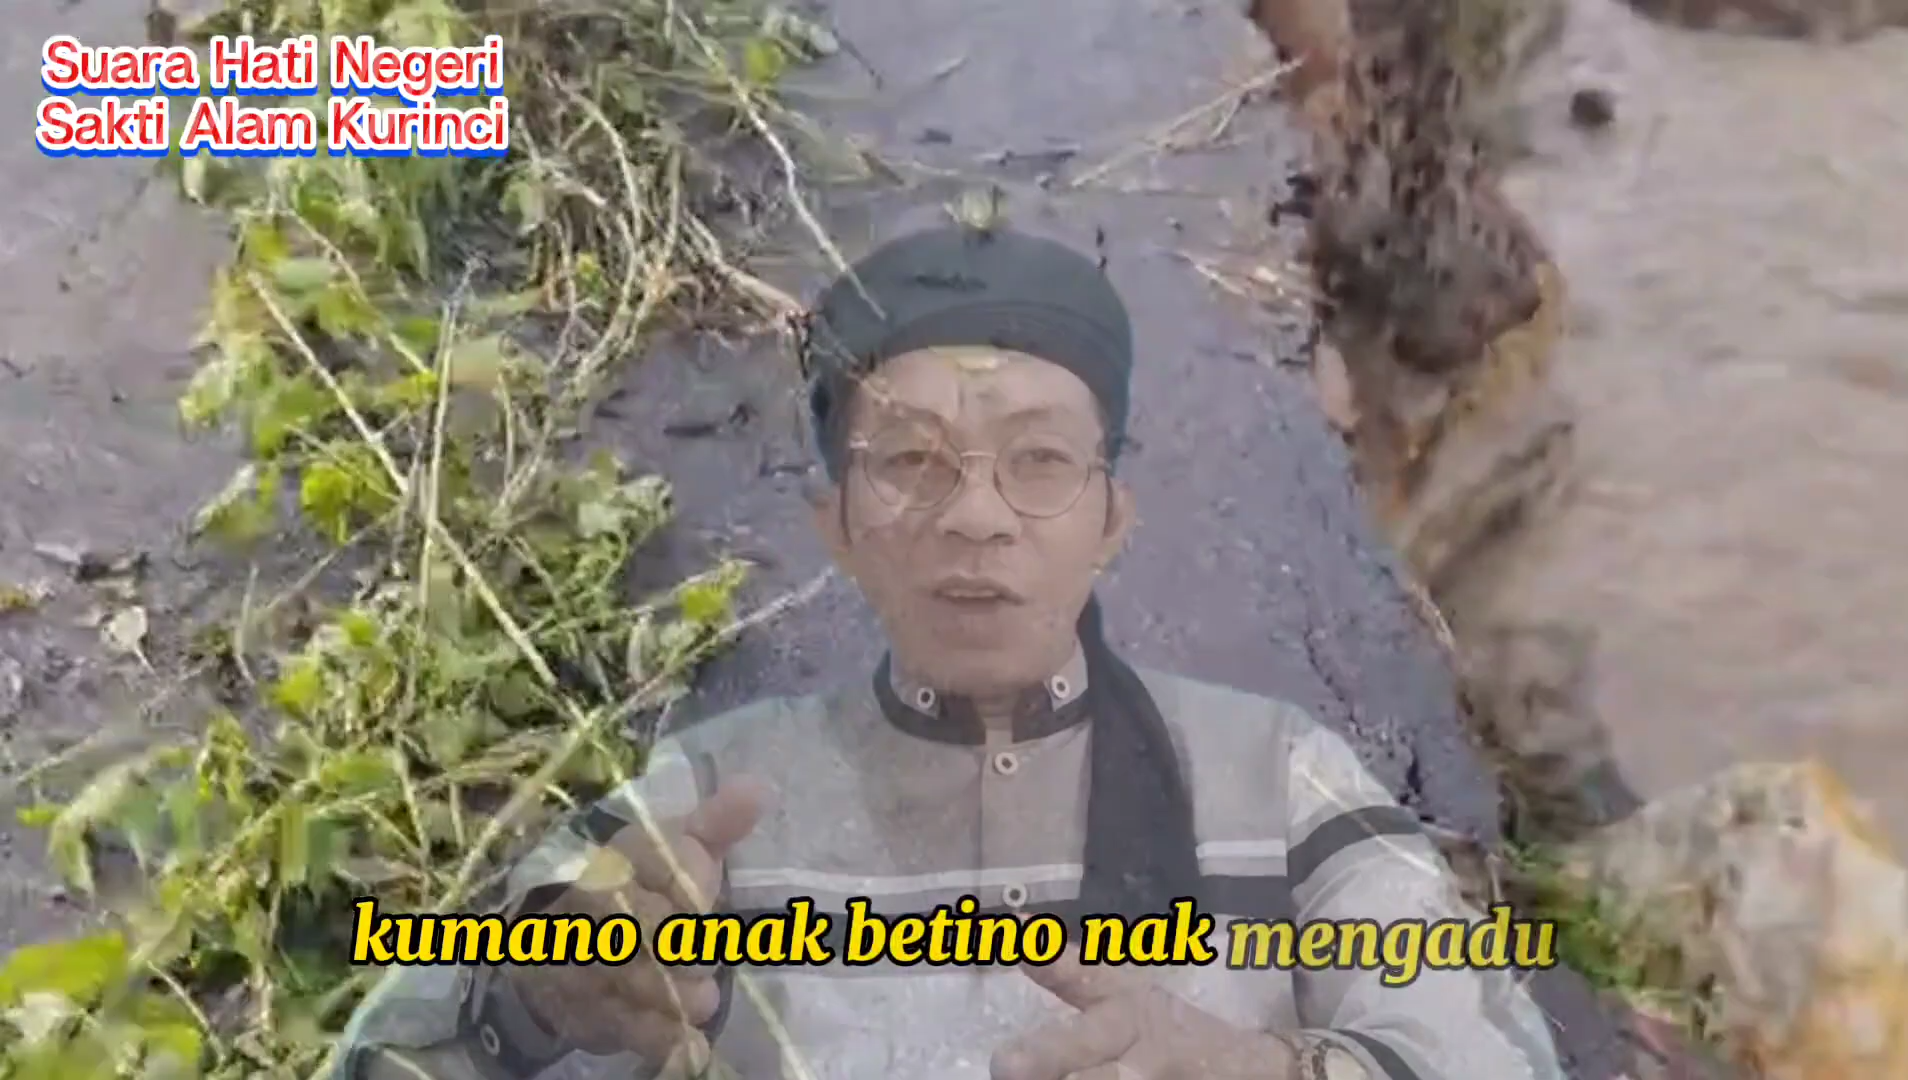 Suara Hati Negeri
Sakti Alam Kurinci
kumano anak betino nak mengadu